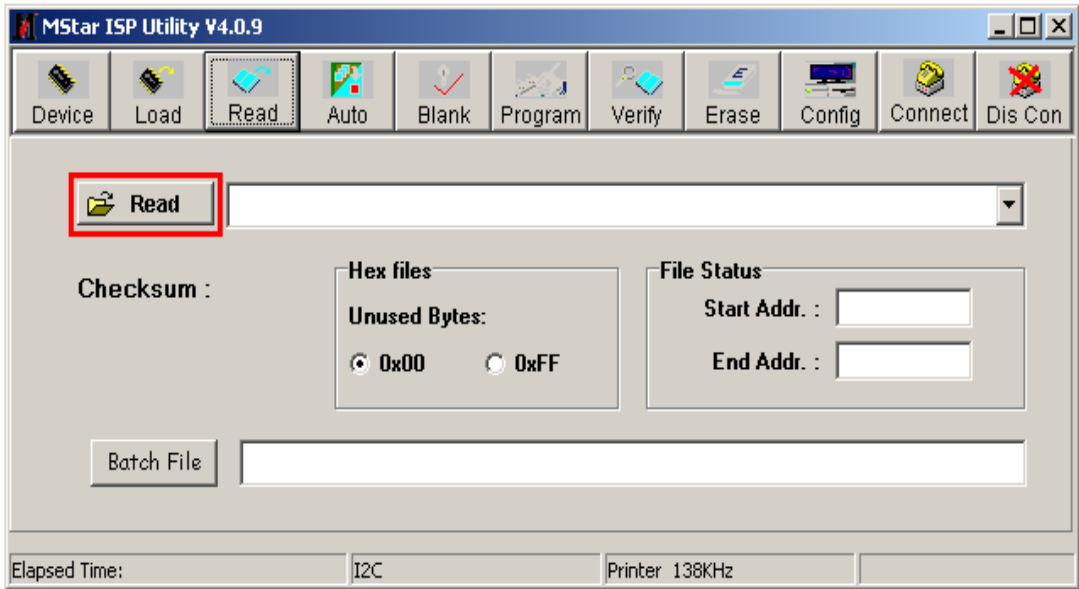 MStar ISP Utility V4.0.9
Device Load Read Auto Blank Program Verify Erase Config Connect Dis Con
Read
Checksum :
Hex files
Unused Bytes:
0x00 0xFF
File Status
Start Addr. :
End Addr. :
Batch File
Elapsed Time: I2C Printer 138KHz